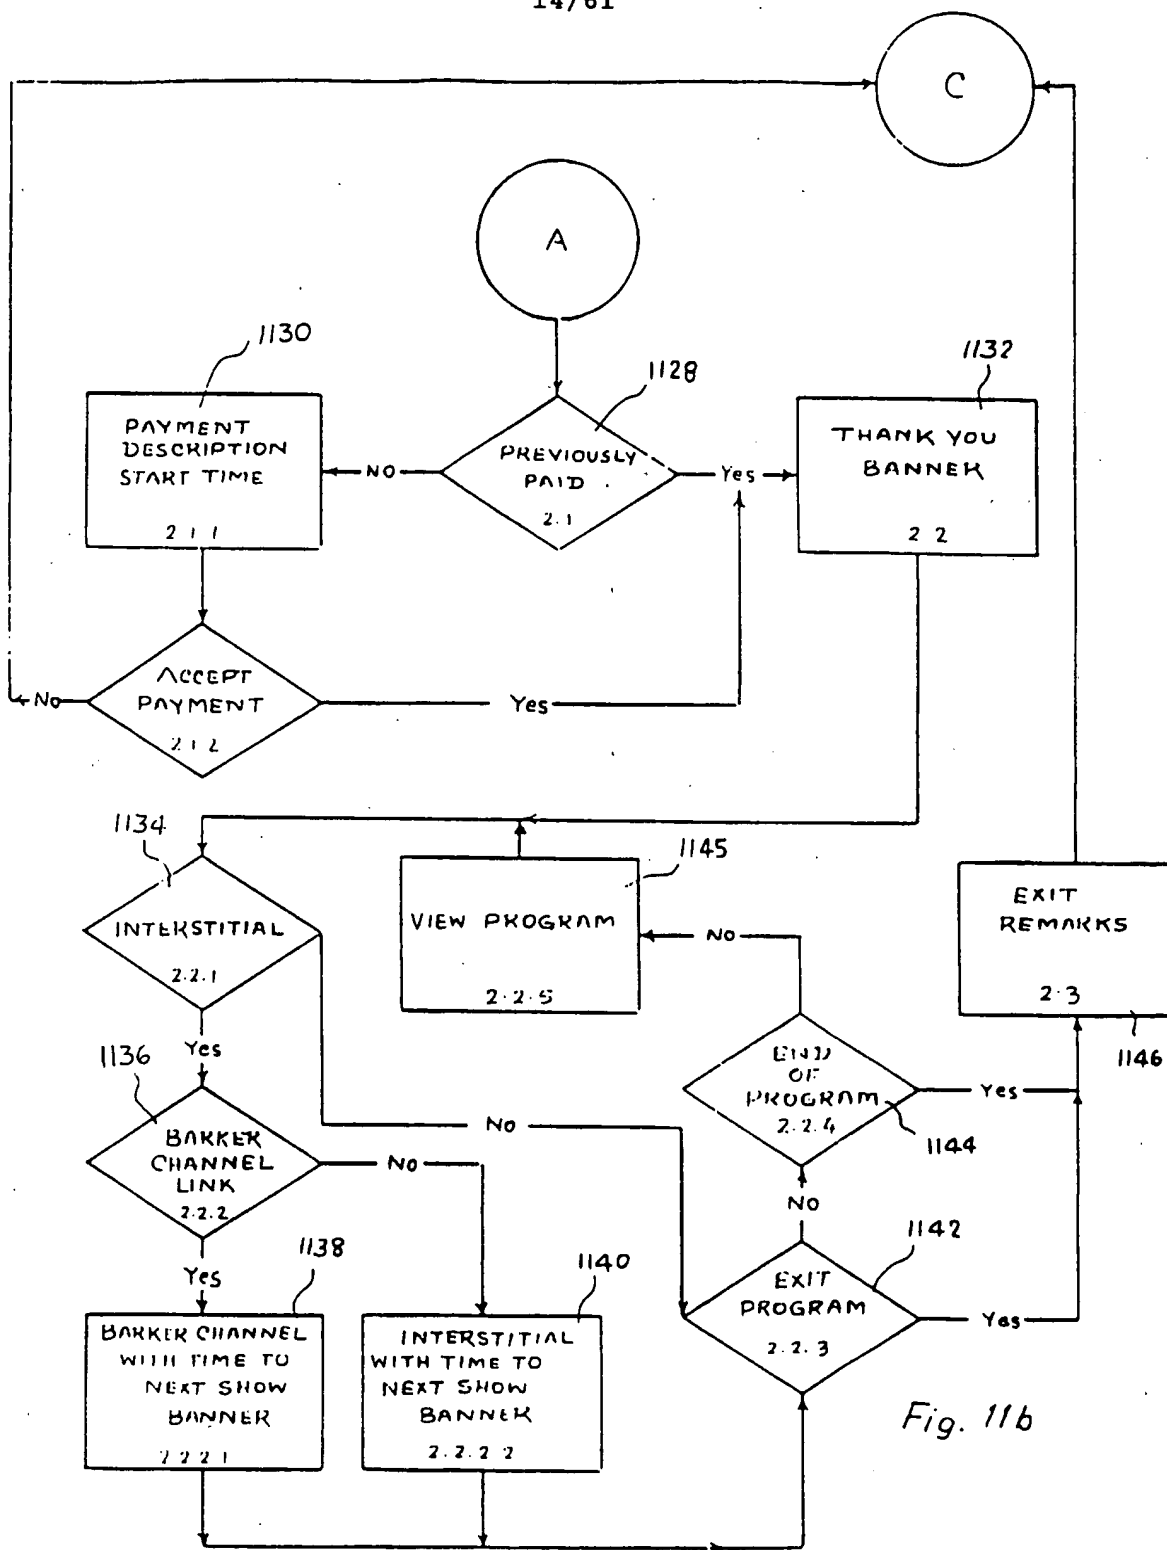 14/61
C
A
1130
1128
1132
PAYMENT
DESCRIPTION
START TIME
2 1 1
NO
PREVIOUSLY
PAID
2.1
Yes
THANK YOU
BANNER
2 2
ACCEPT
PAYMENT
2 1 2
No
Yes
1134
INTERSTITIAL
2.2.1
1145
VIEW PROGRAM
2.2.5
No
EXIT
REMARKS
2.3
1146
Yes
1136
BARKER
CHANNEL
LINK
2.2.2
No
No
END
OF
PROGRAM
2.2.4
Yes
1144
No
Yes
1138
1140
1142
EXIT
PROGRAM
2.2.3
Yes
BARKER CHANNEL
WITH TIME TO
NEXT SHOW
BANNER
2 2 2 1
INTERSTITIAL
WITH TIME TO
NEXT SHOW
BANNER
2.2.2 2
Fig. 11b